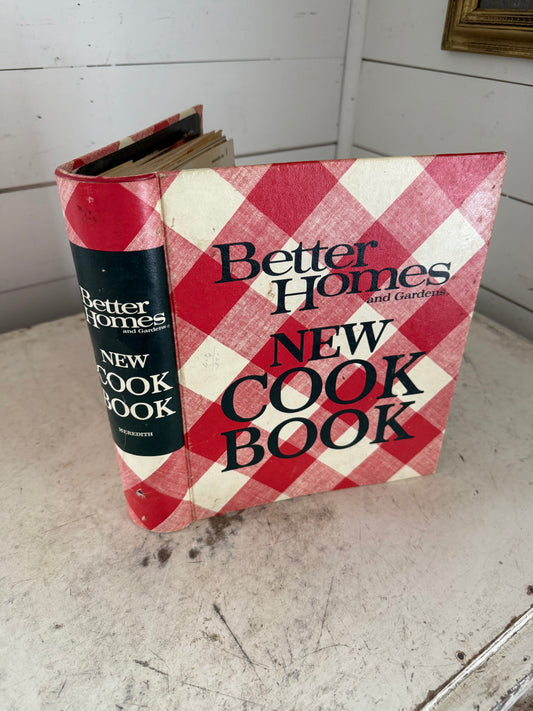 Better
Homes
and Gardens®
NEW
COOK
BOOK
MEREDITH
Better
Homes
and Gardens®
NEW
COOK
BOOK